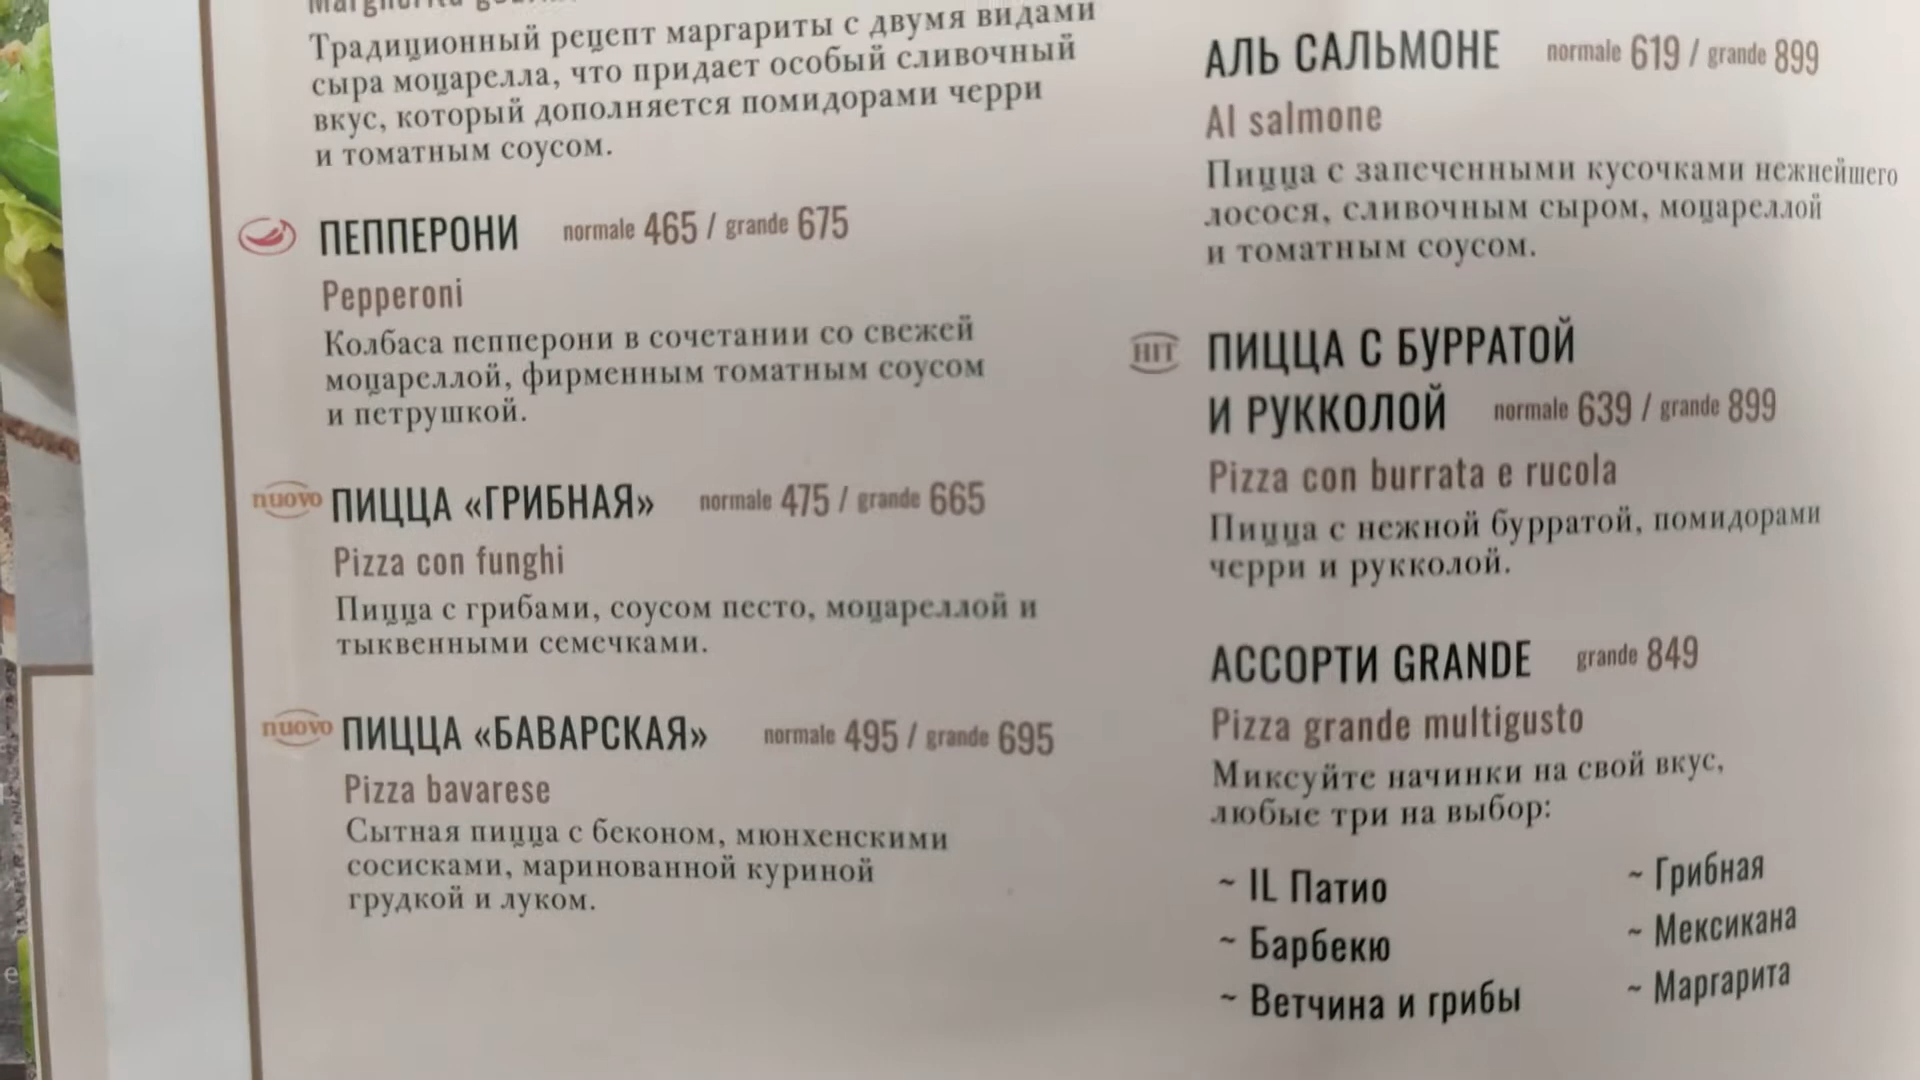 Традиционный рецепт маргариты с двумя видами
сыра моцарелла, что придает особый сливочный
вкус, который дополняется помидорами черри
и томатным соусом.
ПЕППЕРОНИ normale 465 / grande 675
Pepperoni
Колбаса пепперони в сочетании со свежей
моцареллой, фирменным томатным соусом
и петрушкой.
nuovo ПИЦЦА «ГРИБНАЯ» normale 475 / grande 665
Pizza con funghi
Пицца с грибами, соусом песто, моцареллой и
тыквенными семечками.
nuovo ПИЦЦА «БАВАРСКАЯ» normale 495 / grande 695
Pizza bavarese
Сытная пицца с беконом, мюнхенскими
сосисками, маринованной куриной
грудкой и луком.
АЛЬ САЛЬМОНЕ normale 619 / grande 899
Al salmone
Пицца с запеченными кусочками нежнейшего
лосося, сливочным сыром, моцареллой
и томатным соусом.
HIT ПИЦЦА С БУРРАТОЙ
И РУККОЛОЙ normale 639 / grande 899
Pizza con burrata e rucola
Пицца с нежной бурратой, помидорами
черри и рукколой.
АССОРТИ GRANDE grande 849
Pizza grande multigusto
Миксуйте начинки на свой вкус,
любые три на выбор:
~ IL Патио
~ Барбекю
~ Ветчина и грибы
~ Грибная
~ Мексикана
~ Маргарита